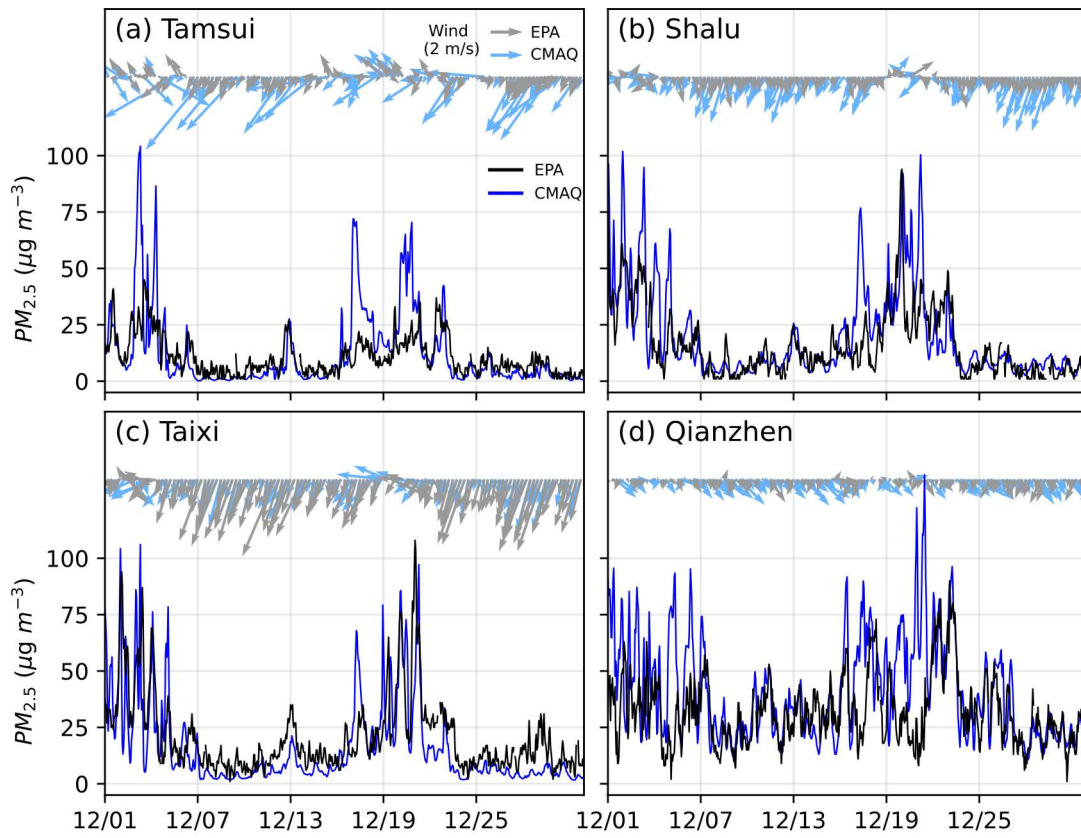 (a) Tamsui
Wind
(2 m/s)
EPA
CMAQ
EPA
CMAQ
PM2.5 (μg m−3)
100
75
50
25
0
(b) Shalu
(c) Taixi
PM2.5 (μg m−3)
100
75
50
25
0
12/01 12/07 12/13 12/19 12/25
(d) Qianzhen
12/01 12/07 12/13 12/19 12/25